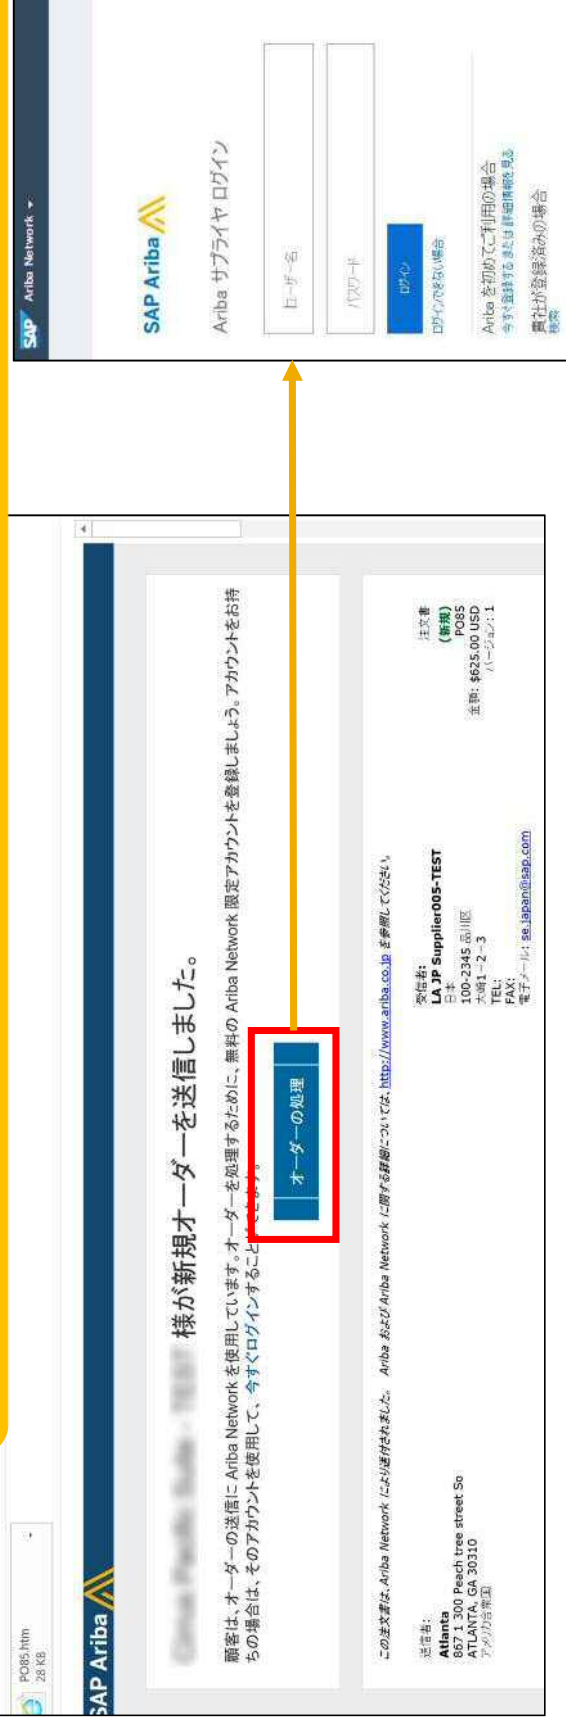 PO85.htm
28 KB
SAP Ariba
様が新規オーダーを送信しました。
顧客は、オーダーの送信に Ariba Network を使用しています。オーダーを処理するために、無料の Ariba Network 限定アカウントを登録しましょう。アカウントをお持
ちの場合は、そのアカウントを使用して、今すぐログインすることができます。
オーダーの処理
この注文書は、Ariba Network により送付されました。 Ariba および Ariba Network に関する詳細については、http://www.ariba.co.jp を参照してください。
送信者:
Atlanta
867 1 300 Peach tree street So
ATLANTA, GA 30310
アメリカ合衆国
受信者:
LA JP Supplier005-TEST
日本
100-2345 品川区
大崎1-2-3
TEL:
FAX:
電子メール: se.japan@sap.com
注文書
(新規)
PO85
金額: $625.00 USD
バージョン: 1
SAP Ariba Network
SAP Ariba
Ariba サプライヤ ログイン
ユーザー名
パスワード
ログイン
ログインできない場合
Ariba を初めてご利用の場合
今すぐ登録する または 詳細情報を見る
貴社が登録済みの場合
検索